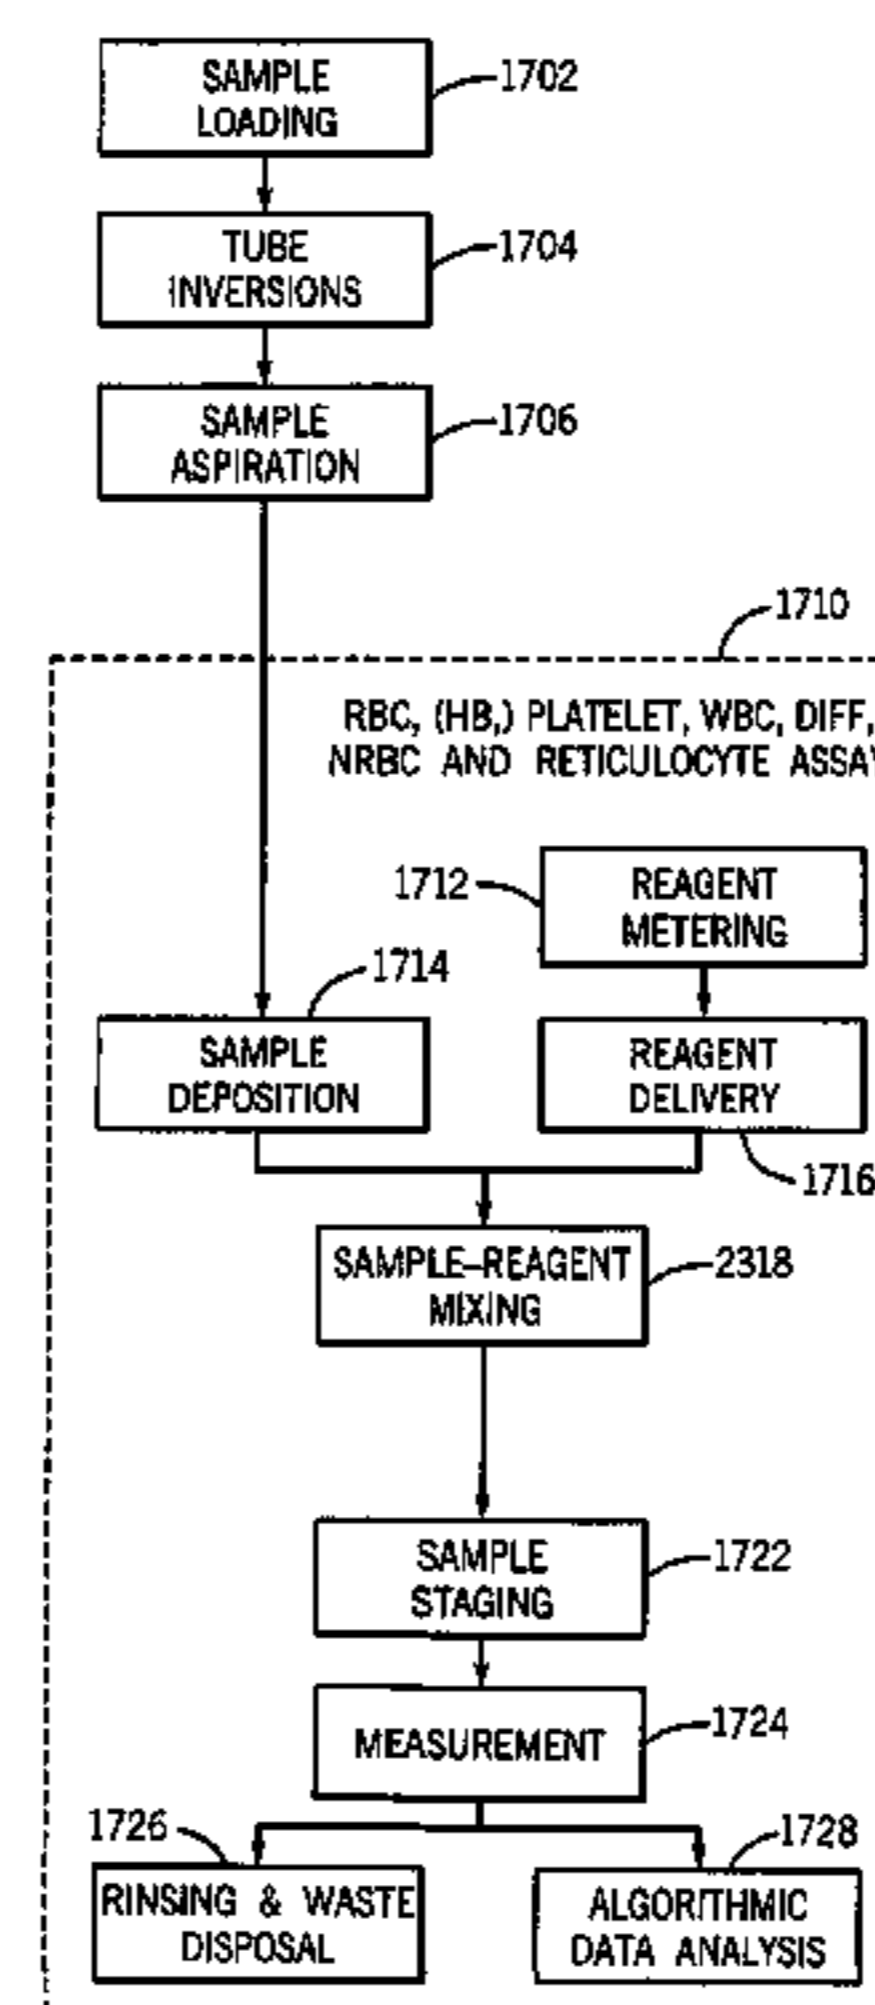 SAMPLE
LOADING
1702
TUBE
INVERSIONS
1704
SAMPLE
ASPIRATION
1706
1710
RBC, (HB,) PLATELET, WBC, DIFF,
NRBC AND RETICULOCYTE ASSAY
1712
REAGENT
METERING
1714
SAMPLE
DEPOSITION
REAGENT
DELIVERY
1716
SAMPLE–REAGENT
MIXING
2318
SAMPLE
STAGING
1722
MEASUREMENT
1724
1726
RINSING & WASTE
DISPOSAL
1728
ALGORITHMIC
DATA ANALYSIS